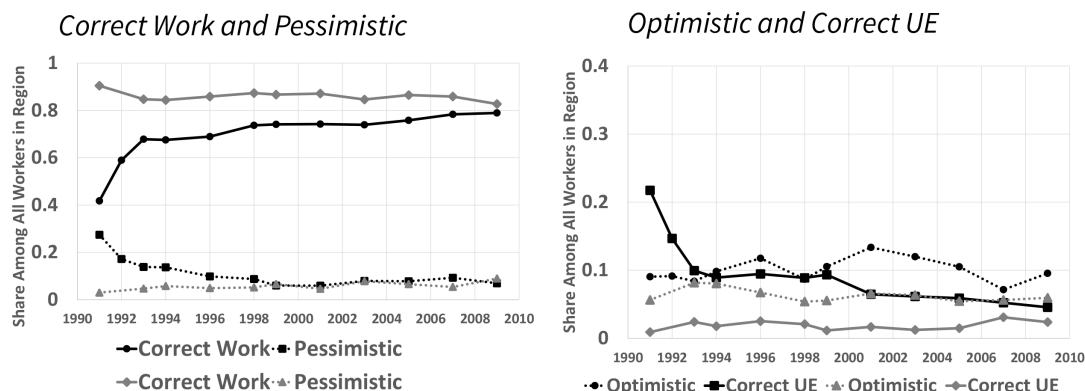 Correct Work and Pessimistic
Share Among All Workers in Region
1
0.8
0.6
0.4
0.2
0
1990 1992 1994 1996 1998 2000 2002 2004 2006 2008 2010
Correct Work Pessimistic
Correct Work Pessimistic
Optimistic and Correct UE
Share Among All Workers in Region
0.4
0.3
0.2
0.1
0
1990 1992 1994 1996 1998 2000 2002 2004 2006 2008 2010
Optimistic Correct UE Optimistic Correct UE